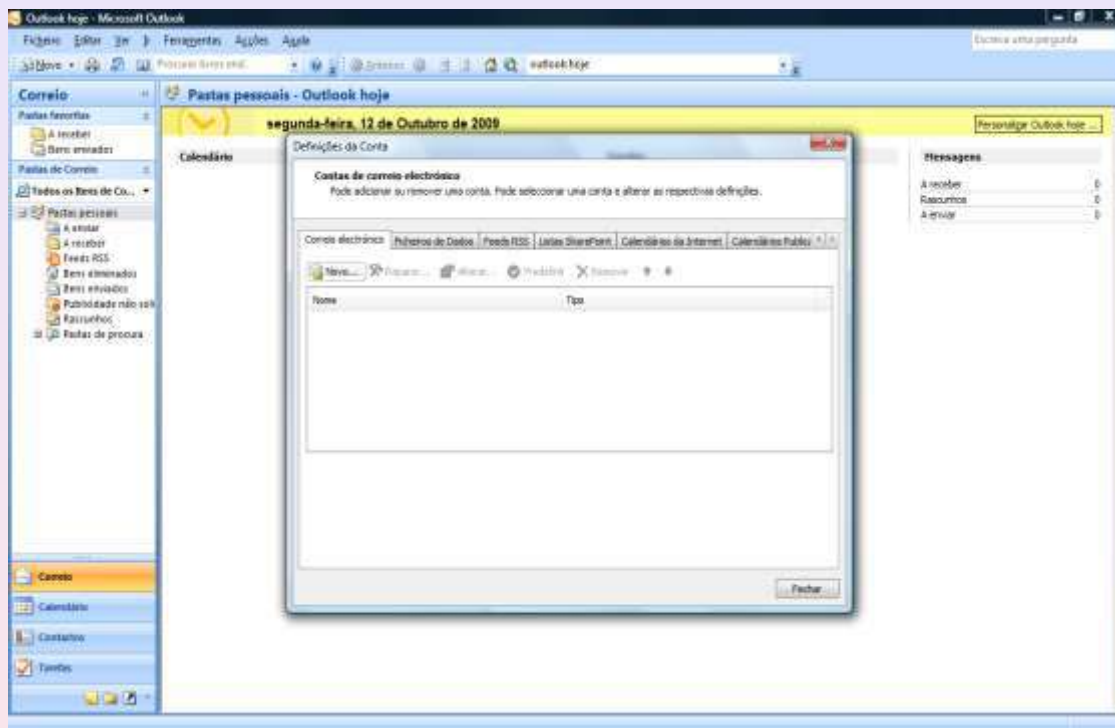 Outlook hoje - Microsoft Outlook
Ficheiro Editar Ver Ir Ferramentas Acções Ajuda
Escreva uma pergunta
Novo
outlook:hoje
Correio
Pastas pessoais - Outlook hoje
Pastas favoritas
A receber
Itens enviados
Pastas de Correio
Todos os Itens de Co...
Pastas pessoais
A enviar
A receber
Feeds RSS
Itens eliminados
Itens enviados
Publicidade não soli
Rascunhos
Pastas de procura
Correio
Calendário
Contactos
Tarefas
segunda-feira, 12 de Outubro de 2009
Personalizar Outlook hoje ...
Calendário
Mensagens
A receber 0
Rascunhos 0
A enviar 0
Definições da Conta
Contas de correio electrónico
Pode adicionar ou remover uma conta. Pode seleccionar uma conta e alterar as respectivas definições.
Correio electrónico Ficheiros de Dados Feeds RSS Listas SharePoint Calendários da Internet Calendários Public
Novo... Reparar... Alterar... Predefinir Remover
Nome Tipo
Fechar